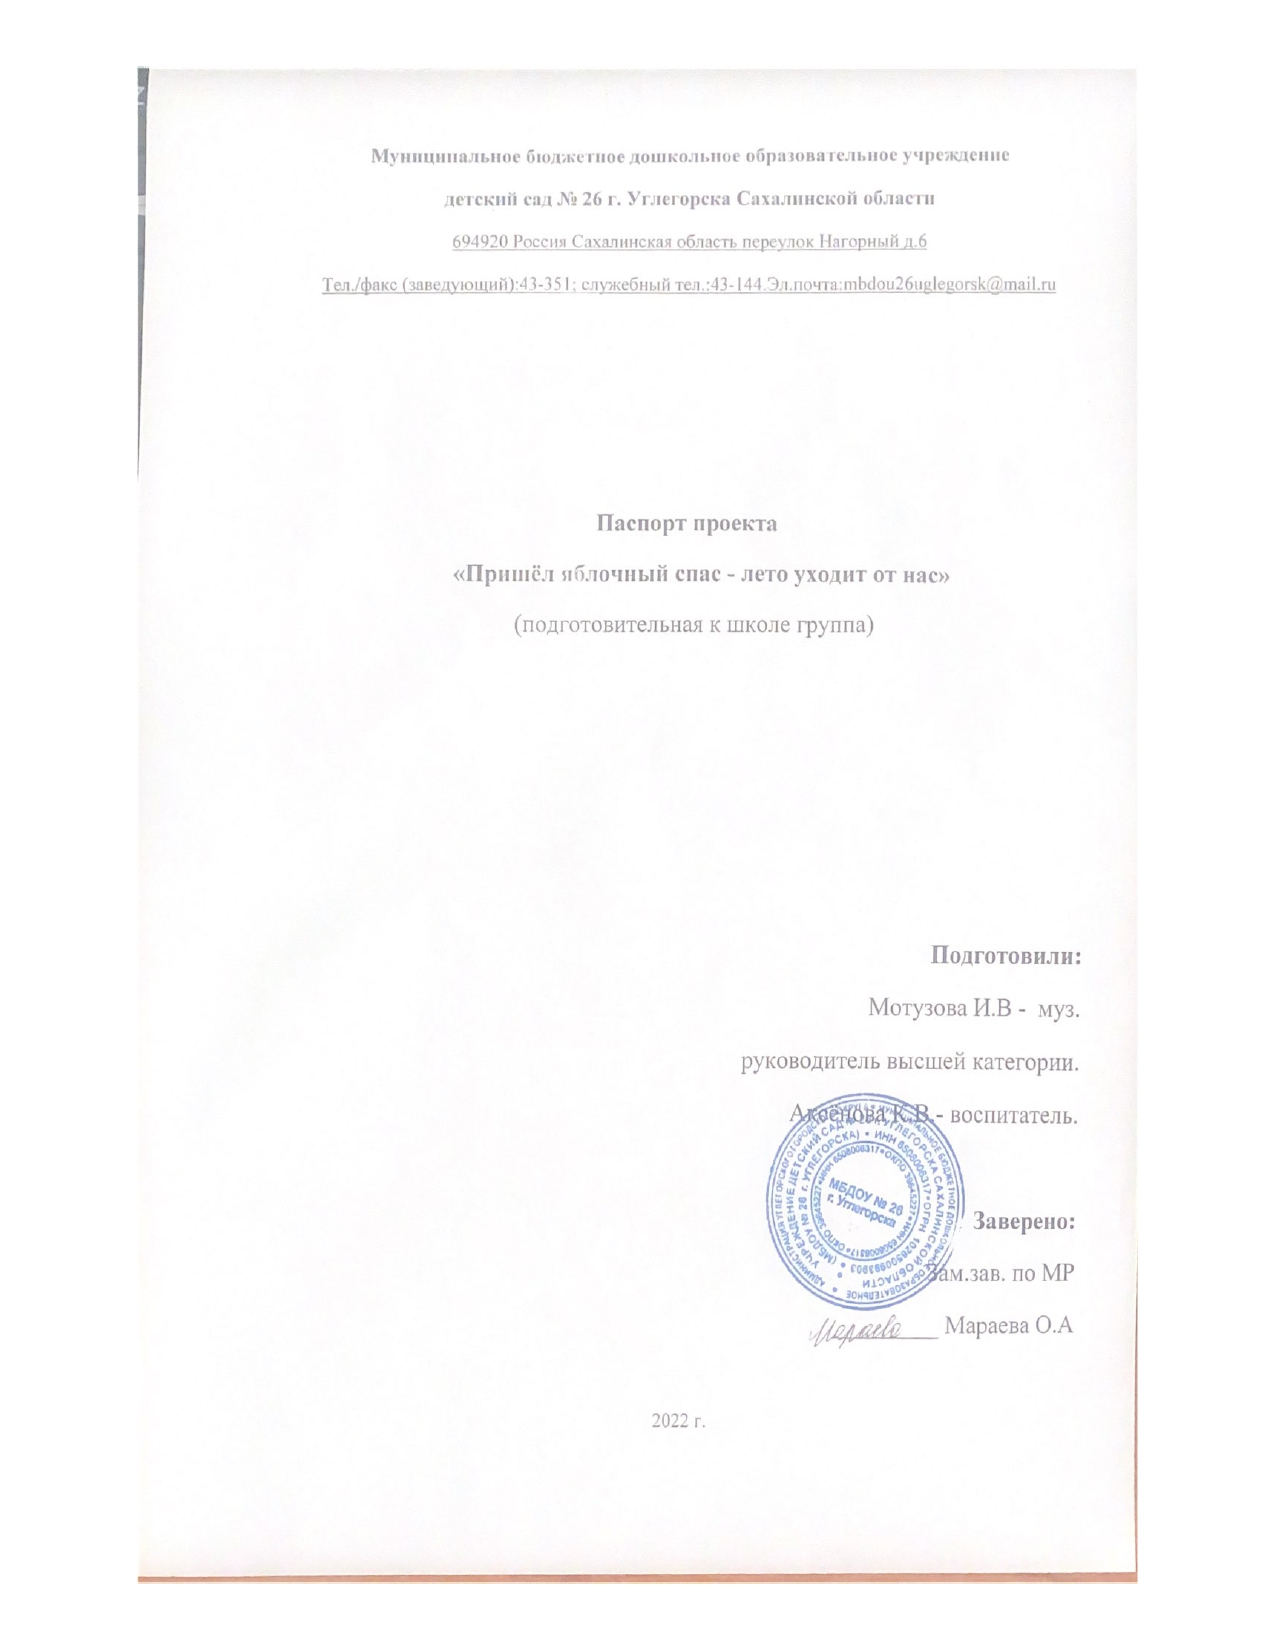 Муниципальное бюджетное дошкольное образовательное учреждение
детский сад № 26 г. Углегорска Сахалинской области
694920 Россия Сахалинская область переулок Нагорный д.6
Тел./факс (заведующий):43-351; служебный тел.:43-144.Эл.почта:mbdou26uglegorsk@mail.ru
Паспорт проекта
«Пришёл яблочный спас - лето уходит от нас»
(подготовительная к школе группа)
Подготовили:
Мотузова И.В - муз.
руководитель высшей категории.
Аксенова К.В.- воспитатель.
МБДОУ № 26
г. Углегорска
Заверено:
Зам.зав. по МР
Мараева Мараева О.А
2022 г.